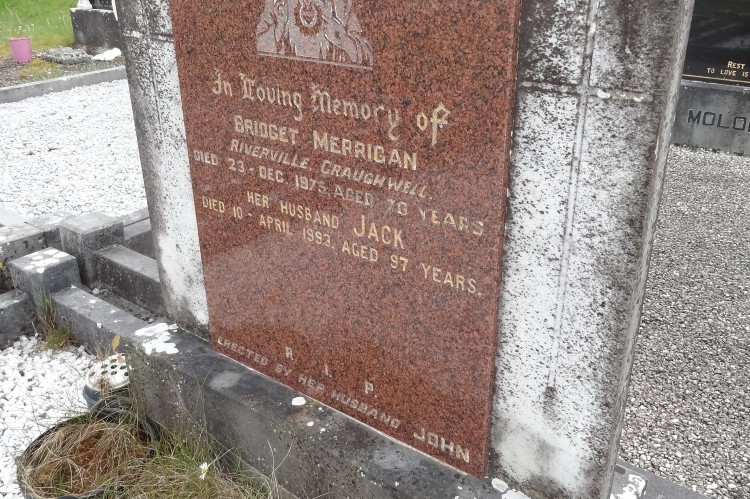 In Loving Memory of
BRIDGET MERRIGAN
RIVERVILLE, CRAUGHWELL.
DIED 23 - DEC. 1975, AGED 76 YEARS
HER HUSBAND JACK
DIED 10 - APRIL 1993, AGED 97 YEARS.
R. I. P
ERECTED BY HER HUSBAND JOHN
REST
TO LOVE IS
MOLO